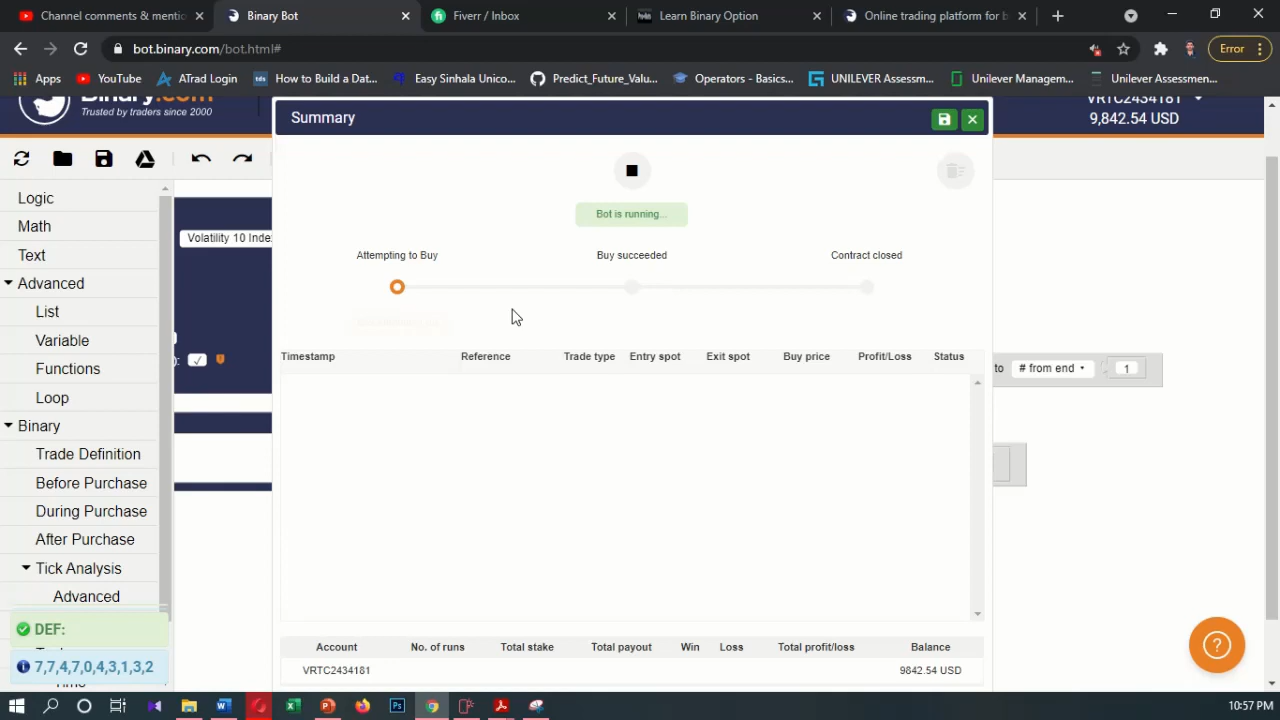 Channel comments & mentio
Binary Bot
Fiverr / Inbox
Learn Binary Option
Online trading platform for b
bot.binary.com/bot.html#
Error
Apps
YouTube
ATrad Login
How to Build a Dat...
Easy Sinhala Unico...
Predict_Future_Valu...
Operators - Basics...
UNILEVER Assessm...
Unilever Managem...
Unilever Assessmen...
Binary.com
Trusted by traders since 2000
Summary
VRTC2434181
9,842.54 USD
Bot is running...
Logic
Math
Text
Advanced
List
Variable
Functions
Loop
Binary
Trade Definition
Before Purchase
During Purchase
After Purchase
Tick Analysis
Advanced
Volatility 10 Inde
):
Attempting to Buy
Buy succeeded
Contract closed
Timestamp
Reference
Trade type
Entry spot
Exit spot
Buy price
Profit/Loss
Status
to
# from end
1
DEF:
7,7,4,7,0,4,3,1,3,2
Time
Account
No. of runs
Total stake
Total payout
Win
Loss
Total profit/loss
Balance
VRTC2434181
9842.54 USD
10:57 PM